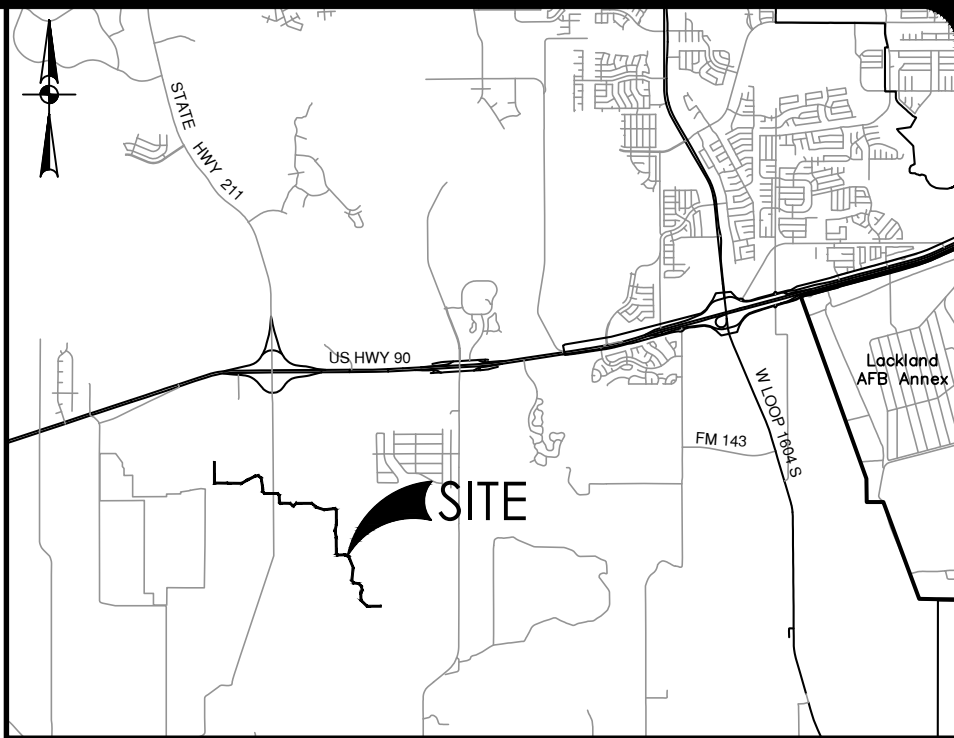 STATE HWY 211
US HWY 90
Lackland
AFB Annex
W LOOP 1604 S
FM 143
SITE